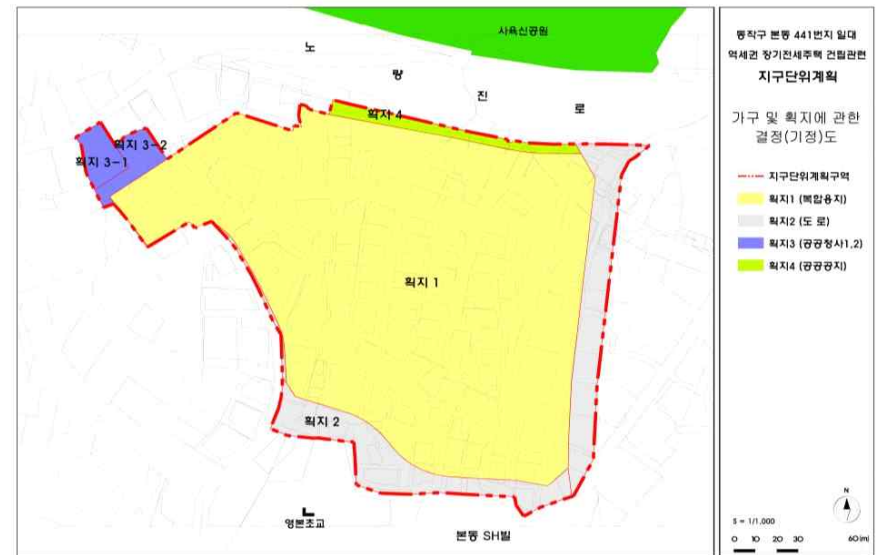 사육신공원
노
량
진
로
획지 4
획지 3-2
획지 3-1
획지 1
획지 2
영본초교
본동 SH빌
동작구 본동 441번지 일대
역세권 장기전세주택 건립관련
지구단위계획
가구 및 획지에 관한
결정(기정)도
지구단위계획구역
획지1 (복합용지)
획지2 (도 로)
획지3 (공공청사1,2)
획지4 (공공공지)
N
S = 1/1,000
0 10 20 30 60(m)